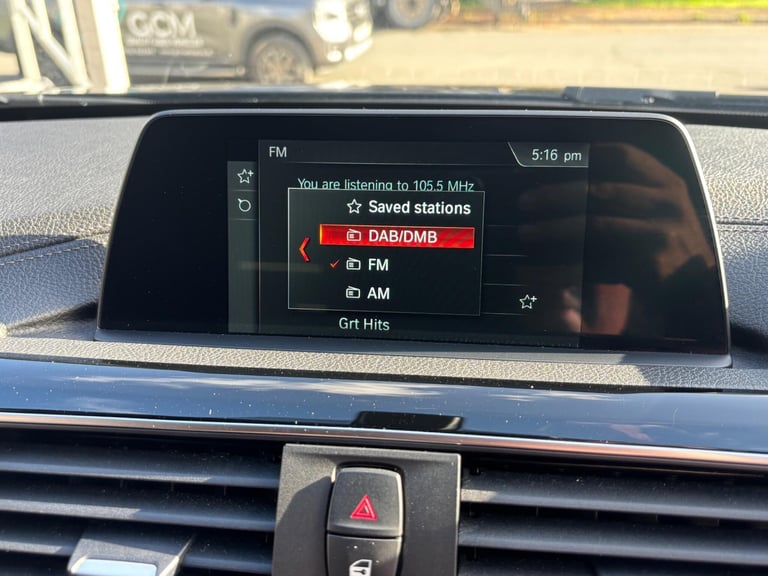 GCM
FM
5:16 pm
You are listening to 105.5 MHz
Saved stations
DAB/DMB
FM
AM
Grt Hits